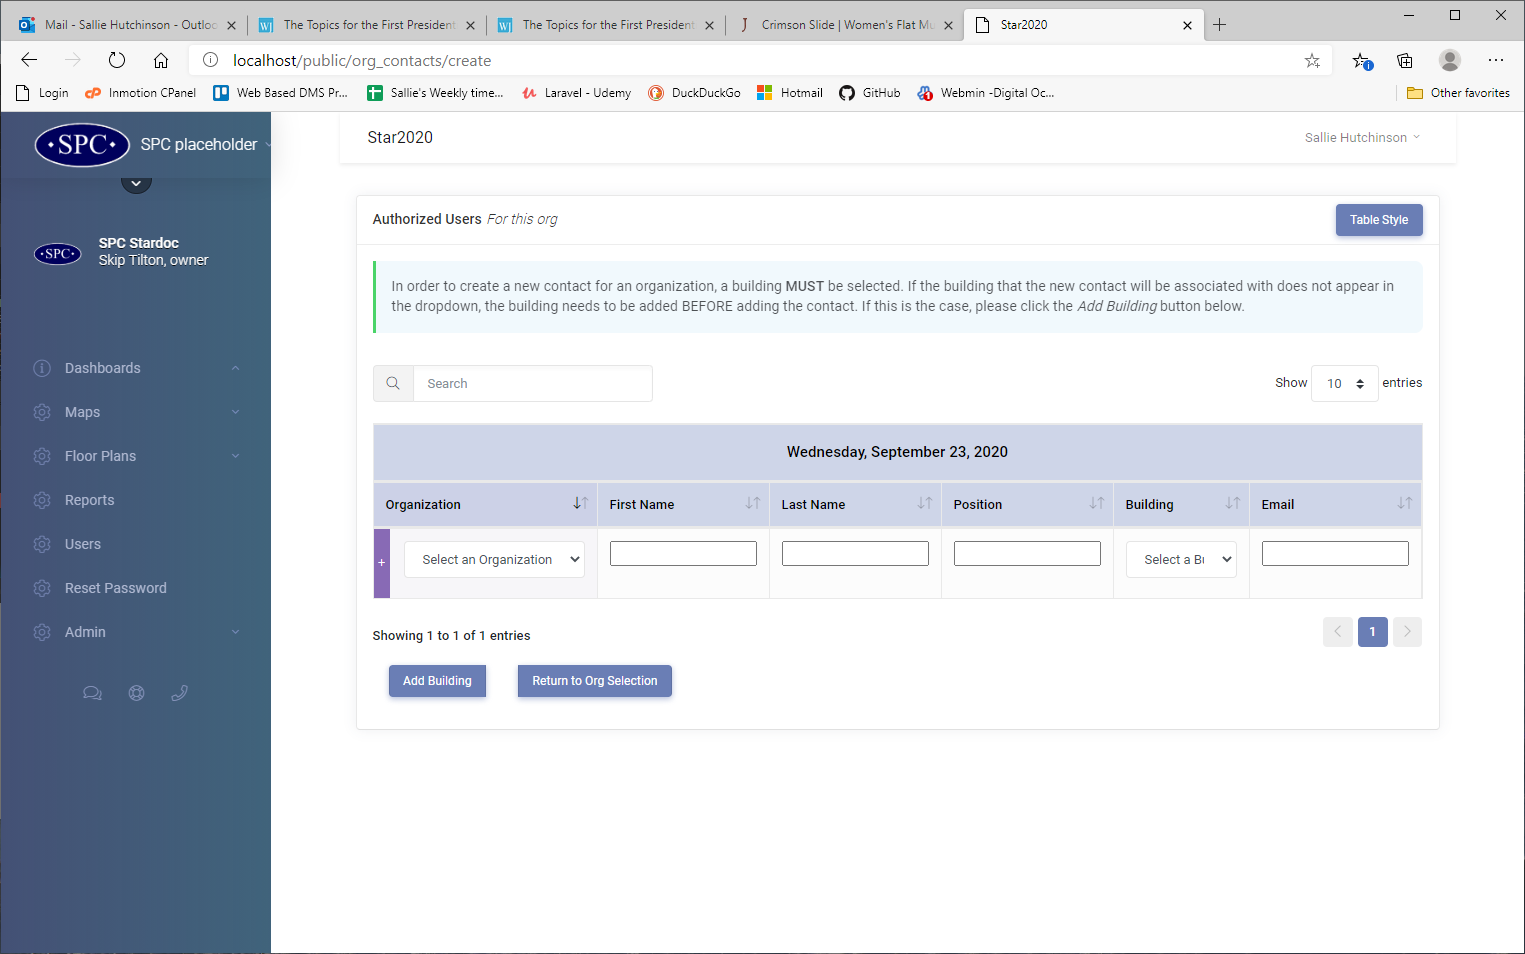 Mail - Sallie Hutchinson - Outloo
The Topics for the First President
The Topics for the First President
Crimson Slide | Women's Flat Mu
Star2020
localhost/public/org_contacts/create
Login
Inmotion CPanel
Web Based DMS Pr...
Sallie's Weekly time...
Laravel - Udemy
DuckDuckGo
Hotmail
GitHub
Webmin -Digital Oc...
Other favorites
SPC
SPC placeholder
Star2020
Sallie Hutchinson
SPC
SPC Stardoc
Skip Tilton, owner
Dashboards
Maps
Floor Plans
Reports
Users
Reset Password
Admin
Authorized Users For this org
Table Style
In order to create a new contact for an organization, a building MUST be selected. If the building that the new contact will be associated with does not appear in
the dropdown, the building needs to be added BEFORE adding the contact. If this is the case, please click the Add Building button below.
Search
Show 10 entries
Wednesday, September 23, 2020
Organization
First Name
Last Name
Position
Building
Email
+
Select an Organization
Select a Bu
Showing 1 to 1 of 1 entries
1
Add Building
Return to Org Selection